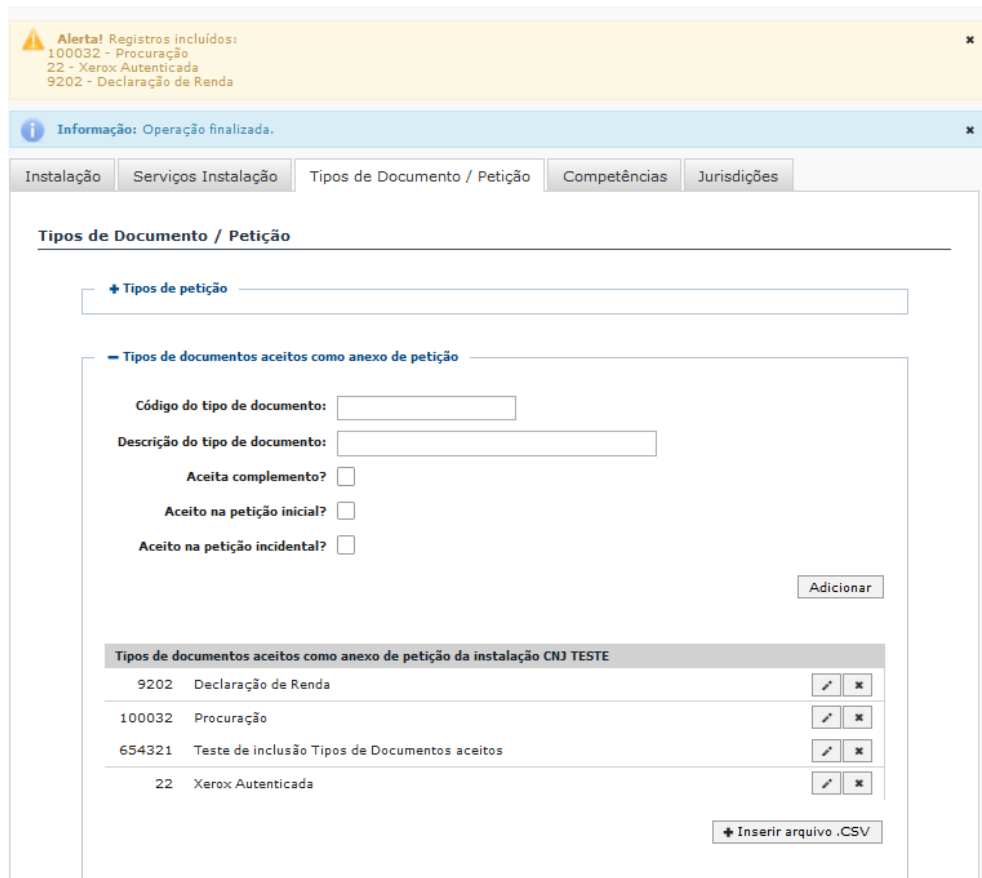 Alerta! Registros incluídos:
100032 - Procuração
22 - Xerox Autenticada
9202 - Declaração de Renda
Informação: Operação finalizada.
Instalação Serviços Instalação Tipos de Documento / Petição Competências Jurisdições
Tipos de Documento / Petição
Tipos de petição
Tipos de documentos aceitos como anexo de petição
Código do tipo de documento:
Descrição do tipo de documento:
Aceita complemento?
Aceito na petição inicial?
Aceito na petição incidental?
Adicionar
Tipos de documentos aceitos como anexo de petição da instalação CNJ TESTE
9202 Declaração de Renda
100032 Procuração
654321 Teste de inclusão Tipos de Documentos aceitos
22 Xerox Autenticada
Inserir arquivo .CSV